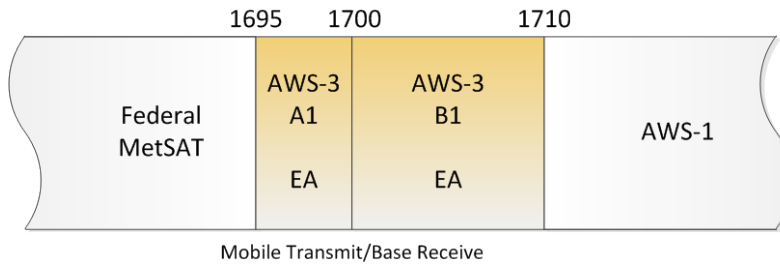 1695 1700 1710
Federal
MetSAT
AWS-3
A1
EA
AWS-3
B1
EA
AWS-1
Mobile Transmit/Base Receive